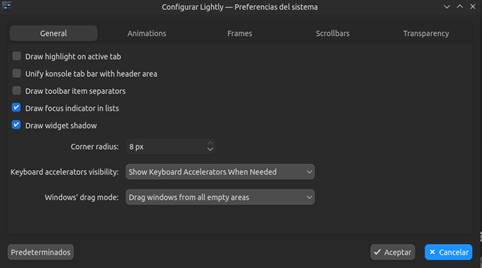 Configurar Lightly — Preferencias del sistema
General Animations Frames Scrollbars Transparency
Draw highlight on active tab
Unify konsole tab bar with header area
Draw toolbar item separators
Draw focus indicator in lists
Draw widget shadow
Corner radius: 8 px
Keyboard accelerators visibility: Show Keyboard Accelerators When Needed
Windows' drag mode: Drag windows from all empty areas
Predeterminados Aceptar Cancelar